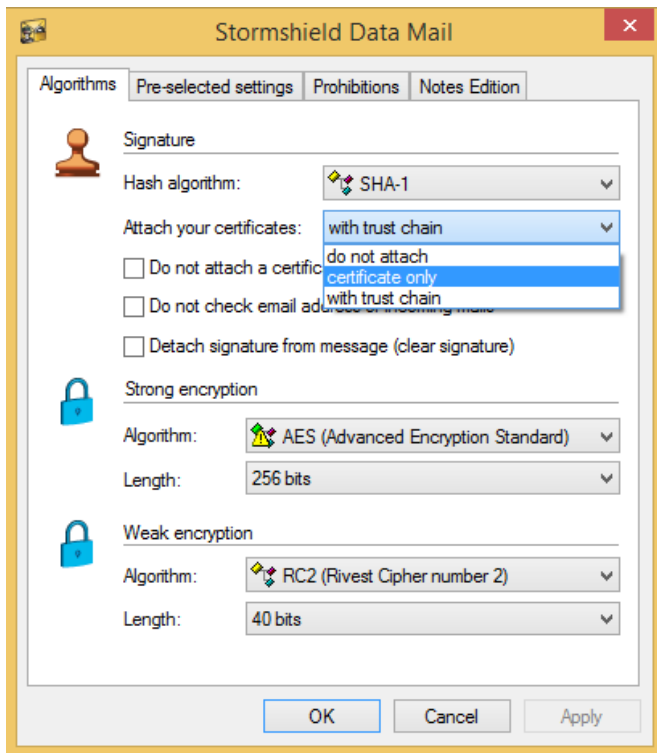 Stormshield Data Mail
Algorithms Pre-selected settings Prohibitions Notes Edition
Signature
Hash algorithm: SHA-1
Attach your certificates: with trust chain
do not attach
Do not attach a certific
certificate only
Do not check email
with trust chain
Detach signature from message (clear signature)
Strong encryption
Algorithm: AES (Advanced Encryption Standard)
Length: 256 bits
Weak encryption
Algorithm: RC2 (Rivest Cipher number 2)
Length: 40 bits
OK Cancel Apply